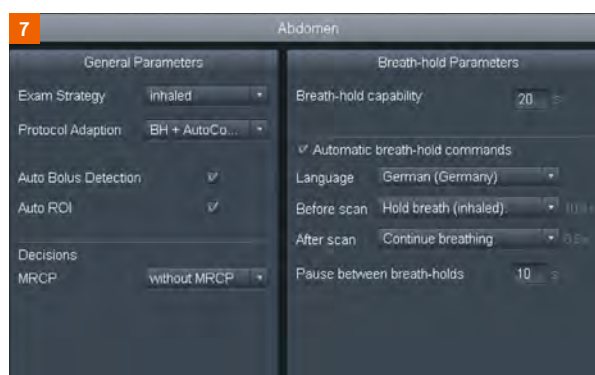 7
Abdomen
General Parameters
Exam Strategy inhaled
Protocol Adaption BH + AutoCo...
Auto Bolus Detection
Auto ROI
Decisions
MRCP without MRCP
Breath-hold Parameters
Breath-hold capability 20 s
Automatic breath-hold commands
Language German (Germany)
Before scan Hold breath (inhaled)
After scan Continue breathing
Pause between breath-holds 10 s